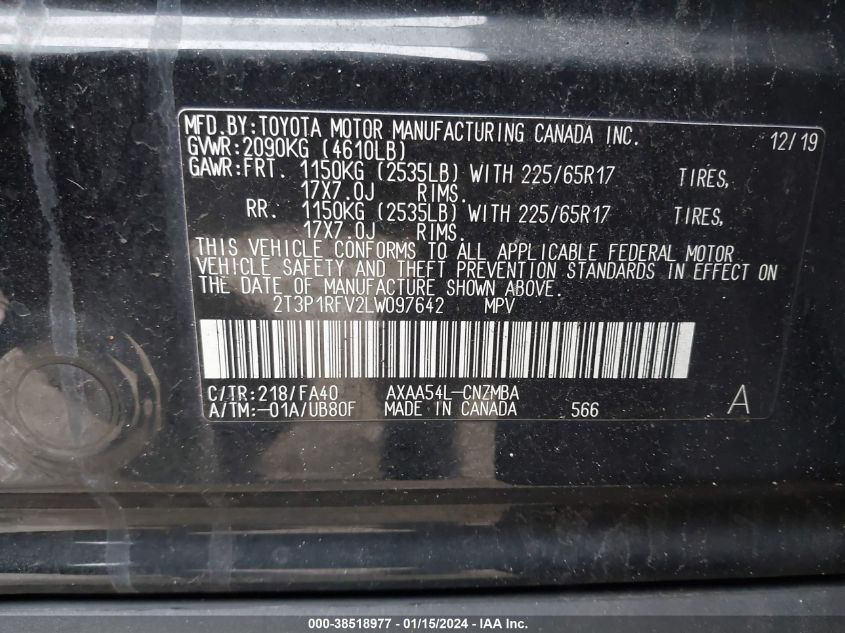 MFD.BY:TOYOTA MOTOR MANUFACTURING CANADA INC. 12/19
GVWR:2090KG (4610LB)
GAWR:FRT. 1150KG (2535LB) WITH 225/65R17 TIRES,
17X7.0J RIMS.
RR. 1150KG (2535LB) WITH 225/65R17 TIRES,
17X7.0J RIMS.
THIS VEHICLE CONFORMS TO ALL APPLICABLE FEDERAL MOTOR
VEHICLE SAFETY AND THEFT PREVENTION STANDARDS IN EFFECT ON
THE DATE OF MANUFACTURE SHOWN ABOVE.
2T3P1RFV2LW097642 MPV
C/TR:218/FA40 AXAA54L-CNZMBA
A/TM:-01A/UB80F MADE IN CANADA 566 A
000-38518977 — 01/15/2024 — IAA Inc.